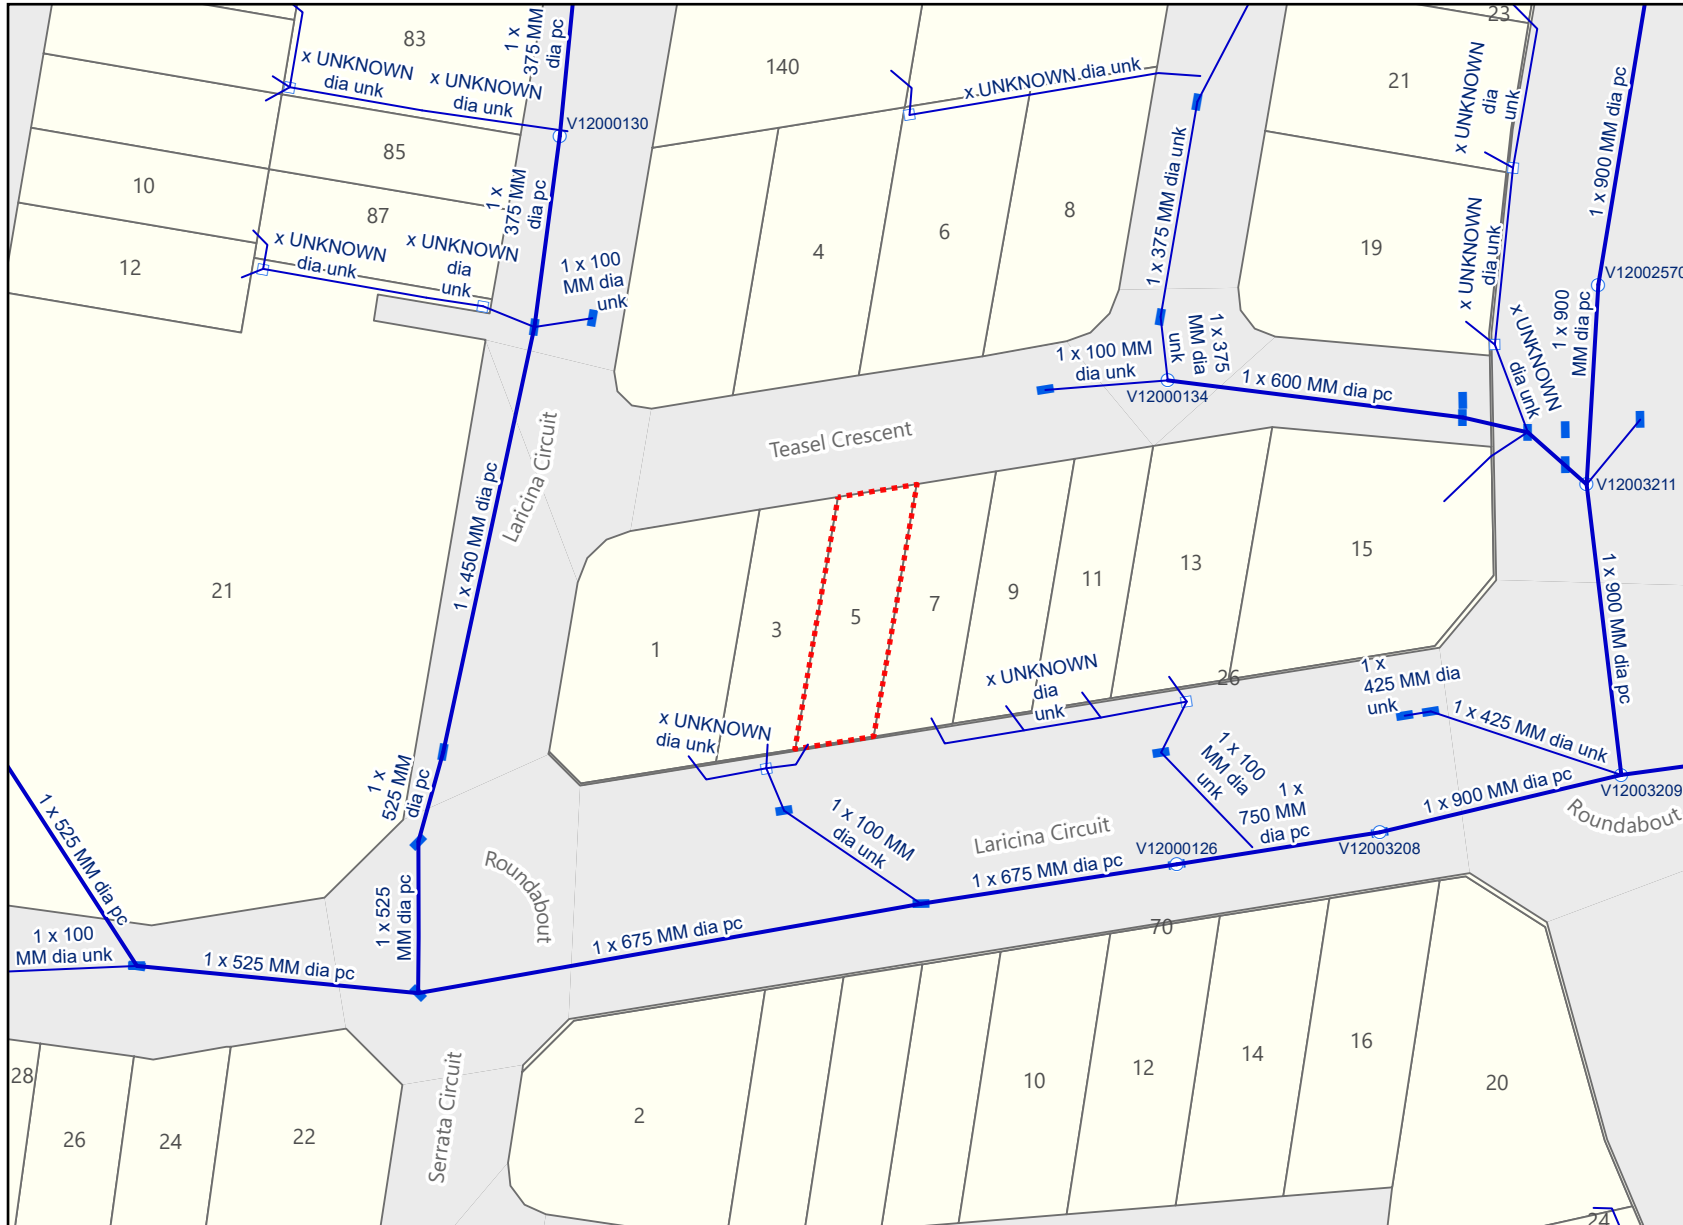 83
1 x
375 MM
dia pc
x UNKNOWN
dia unk
x UNKNOWN
dia unk
V12000130
140
x UNKNOWN dia unk
23
21
x UNKNOWN
dia
unk
1 x 900 MM dia pc
85
10
87
12
1 x
375 MM
dia pc
x UNKNOWN
dia unk
x UNKNOWN
dia
unk
1 x 100
MM dia
unk
4
6
8
1 x 375 MM dia unk
19
x UNKNOWN
dia unk
V12002570
1 x 900
MM dia pc
x UNKNOWN
dia unk
1 x 375
MM dia
unk
1 x 100 MM
dia unk
V12000134
1 x 600 MM dia pc
Teasel Crescent
Laricina Circuit
1 x 450 MM dia pc
V12003211
21
1
3
5
7
9
11
13
15
1 x 900 MM dia pc
26
x UNKNOWN
dia
unk
x UNKNOWN
dia unk
1 x
425 MM dia
unk
1 x 425 MM dia unk
1 x
525 MM
dia pc
1 x 100
MM dia
unk
1 x
750 MM
dia pc
1 x 900 MM dia pc
V12003209
Roundabout
1 x 525 MM dia pc
1 x 100 MM
dia unk
Laricina Circuit
V12000126
V12003208
Roundabout
1 x 675 MM dia pc
1 x 525
MM dia pc
1 x 100
MM dia unk
1 x 525 MM dia pc
1 x 675 MM dia pc
70
28
26
24
22
Serrata Circuit
2
10
12
14
16
20
24